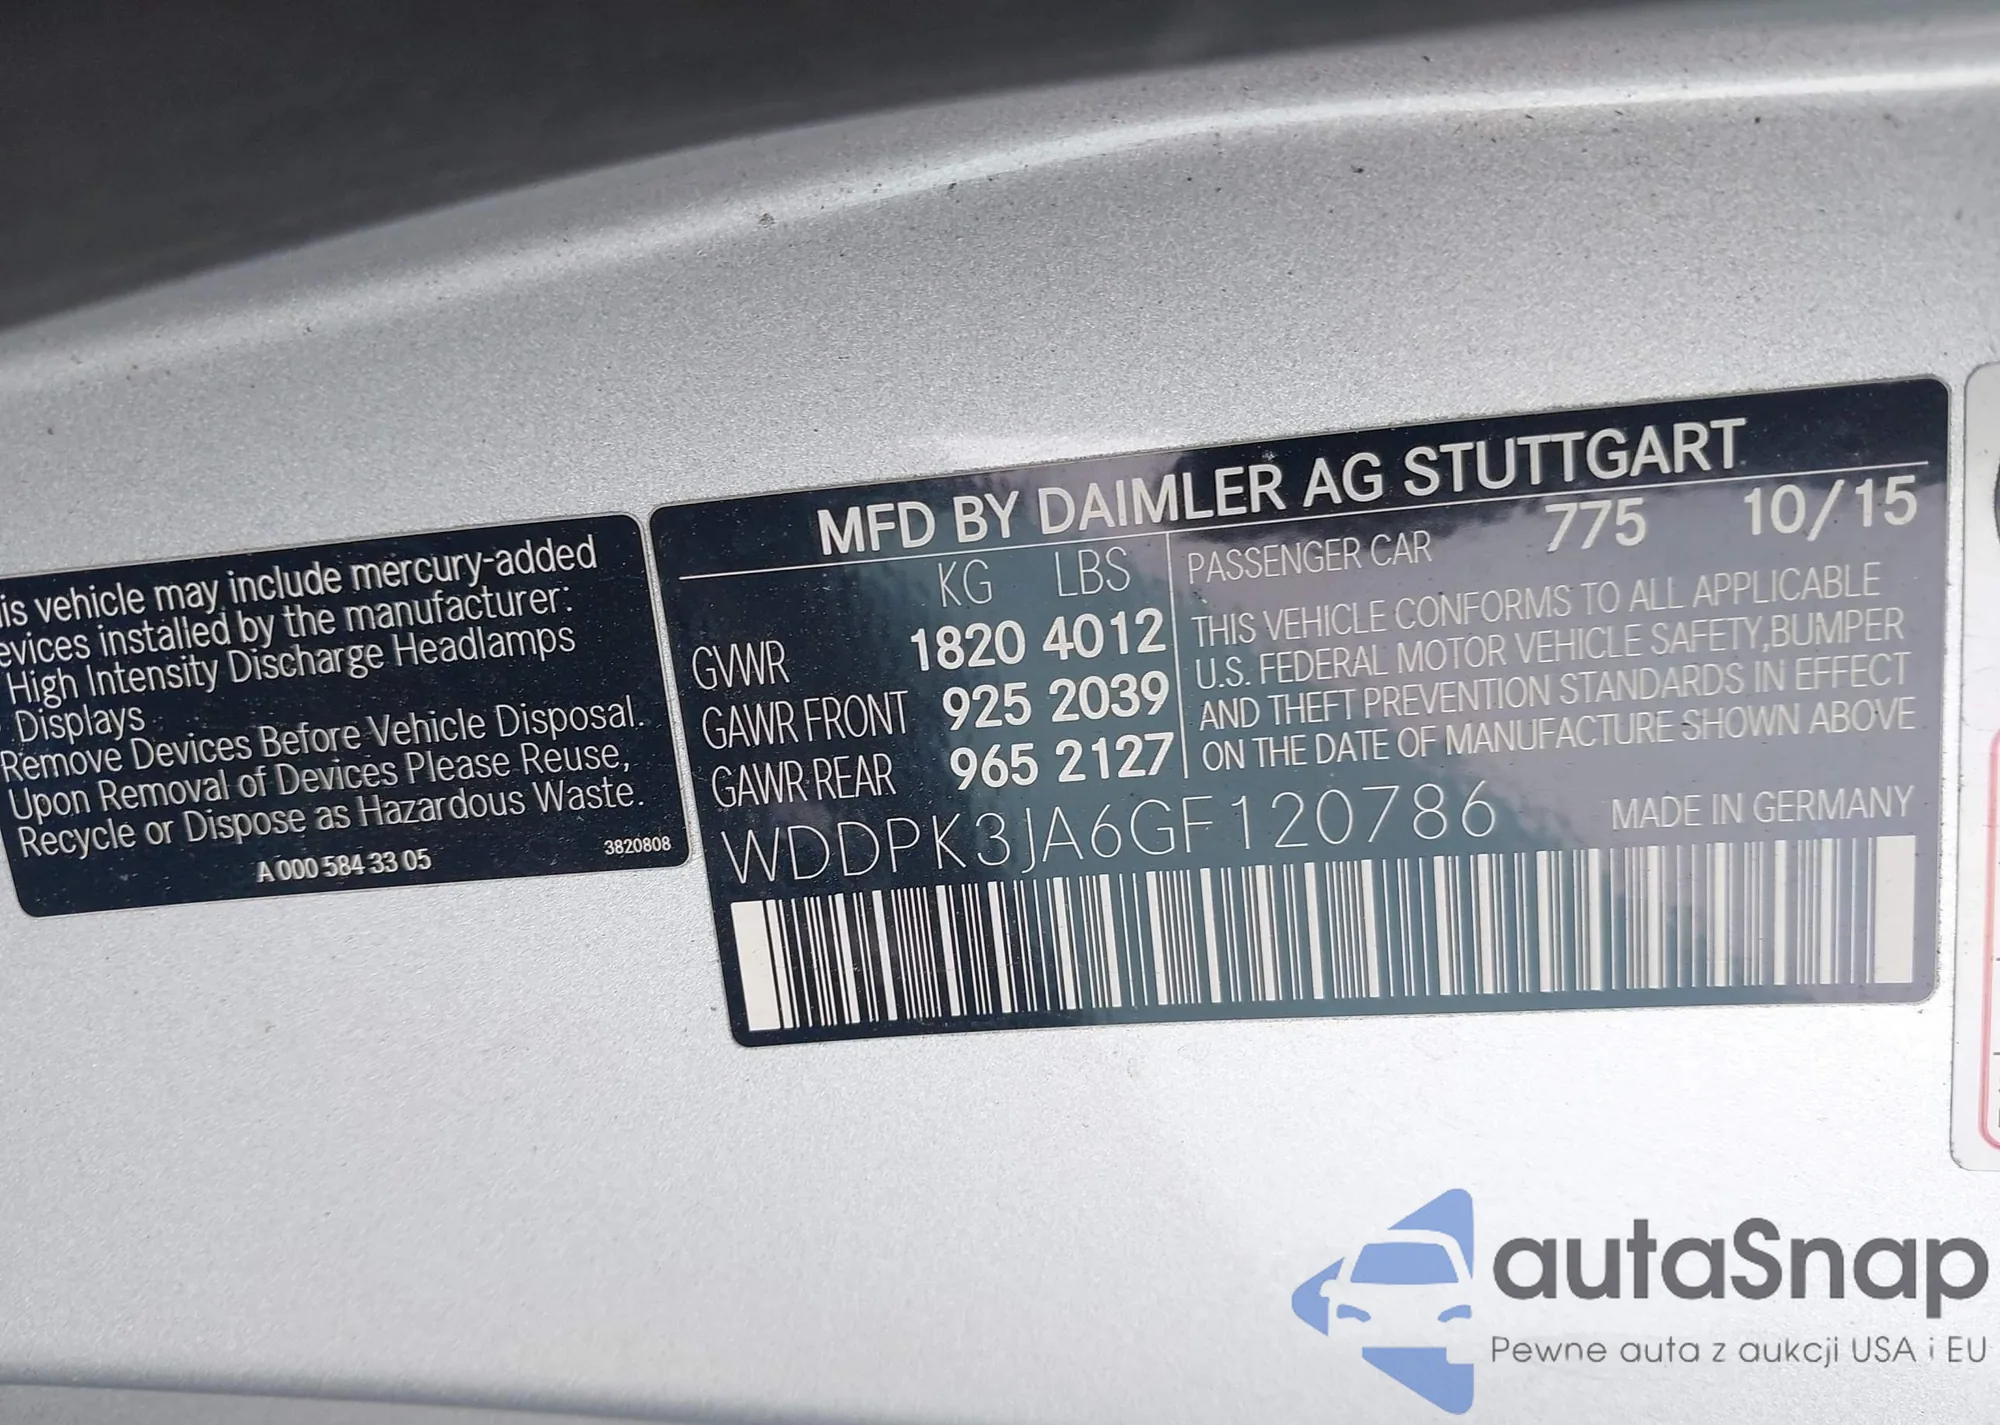 is vehicle may include mercury-added
evices installed by the manufacturer:
High Intensity Discharge Headlamps
Displays
Remove Devices Before Vehicle Disposal.
Upon Removal of Devices Please Reuse,
Recycle or Dispose as Hazardous Waste.
A 000 584 33 05 3820808
MFD BY DAIMLER AG STUTTGART
KG LBS
GVWR 1820 4012
GAWR FRONT 925 2039
GAWR REAR 965 2127
PASSENGER CAR 775 10/15
THIS VEHICLE CONFORMS TO ALL APPLICABLE
U.S. FEDERAL MOTOR VEHICLE SAFETY,BUMPER
AND THEFT PREVENTION STANDARDS IN EFFECT
ON THE DATE OF MANUFACTURE SHOWN ABOVE
WDDPK3JA6GF120786 MADE IN GERMANY
autaSnap
Pewne auta z aukcji USA i EU